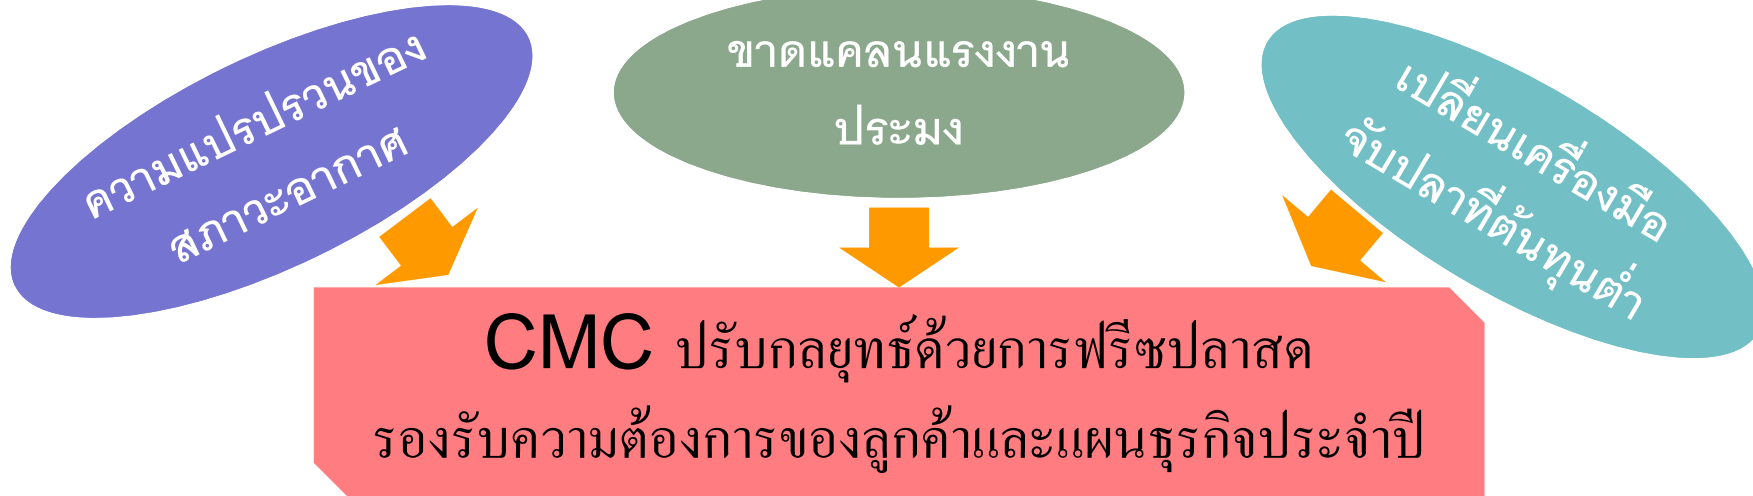 ความแปรปรวนของ
สภาวะอากาศ
ขาดแคลนแรงงาน
ประมง
เปลี่ยนเครื่องมือ
จับปลาที่ต้นทุนต่ำ
CMC ปรับกลยุทธ์ด้วยการฟรีซปลาสด
รองรับความต้องการของลูกค้าและแผนธุรกิจประจำปี